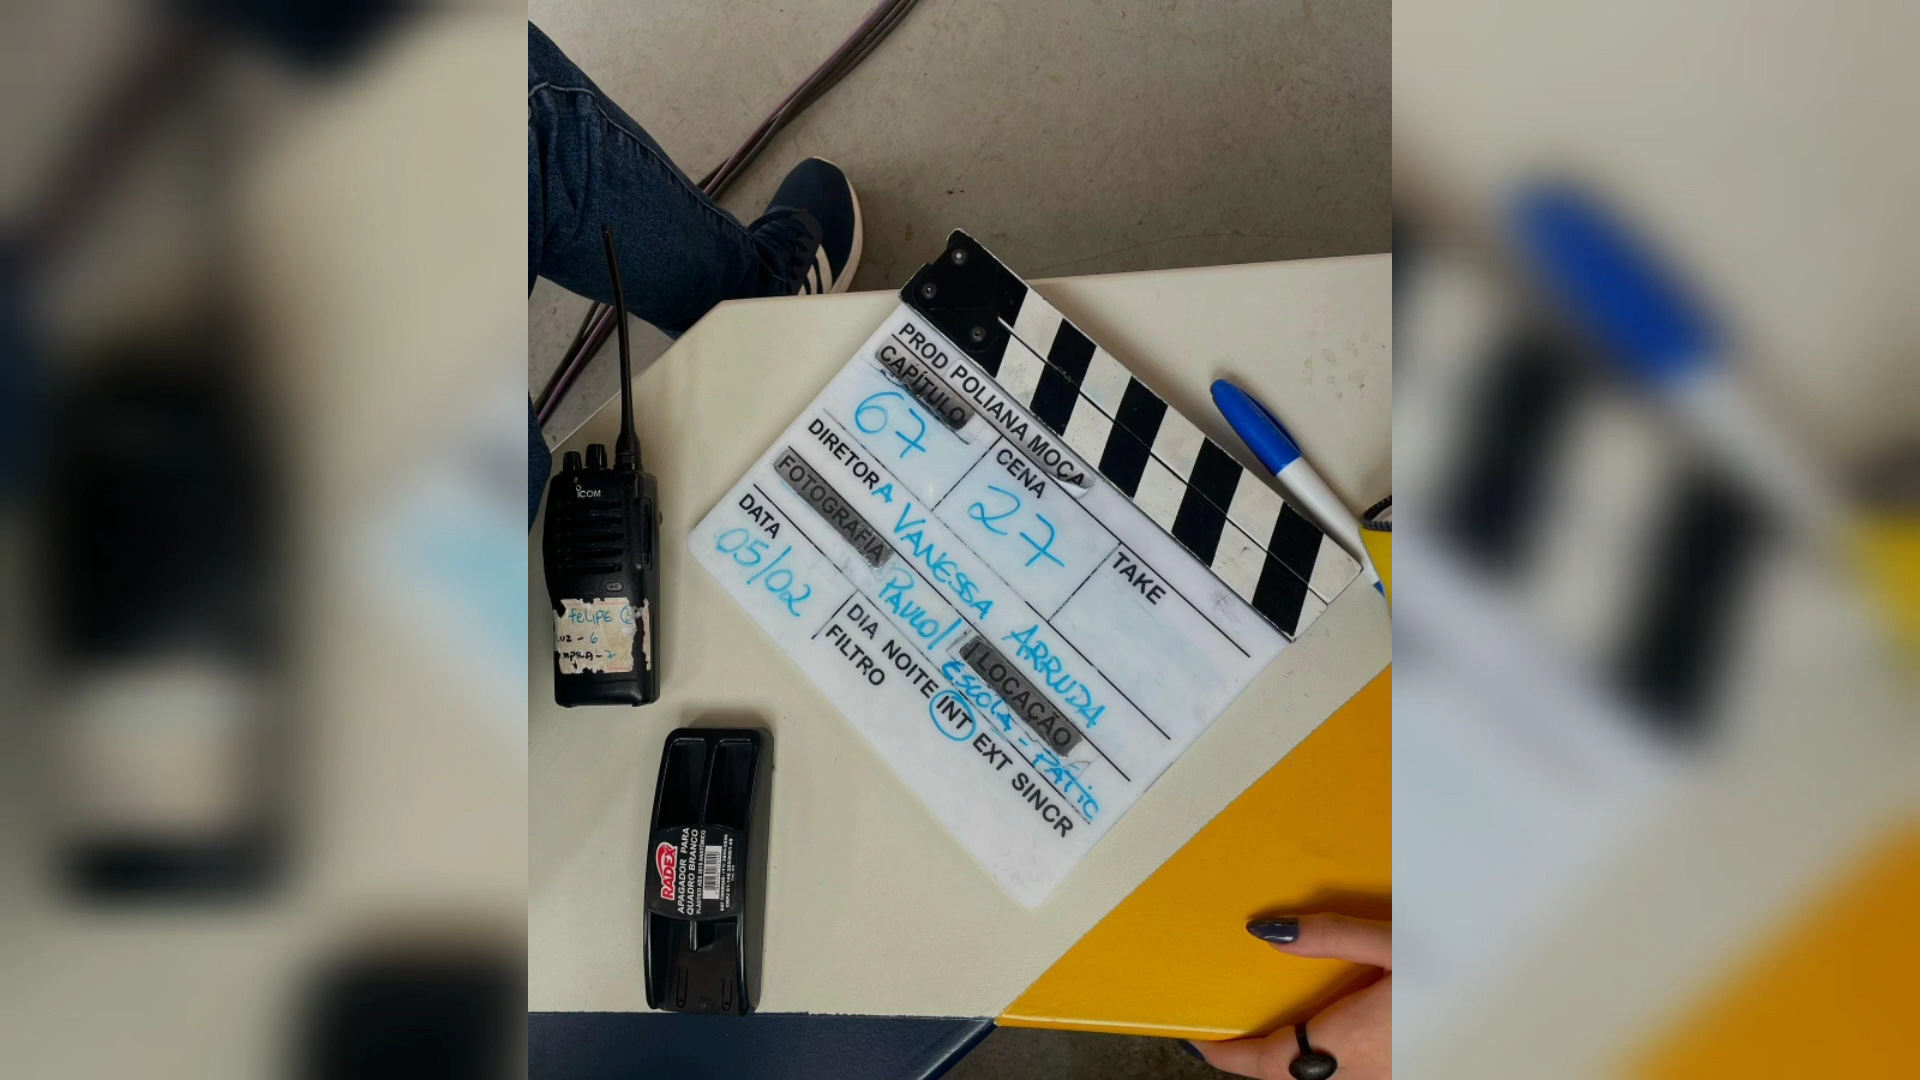 PROD POLIANA MOÇA
CAPÍTULO
67
CENA
27
TAKE
DIRETORA VANESSA ARRUDA
FOTOGRAFIA
PAULO/
LOCAÇÃO
ESCOLA = PÁTIO
DATA
05/02
DIA NOITE INT EXT SINCR
FILTRO
ICOM
FELIPE
- 6
RADEX
APAGADOR PARA
QUADRO BRANCO